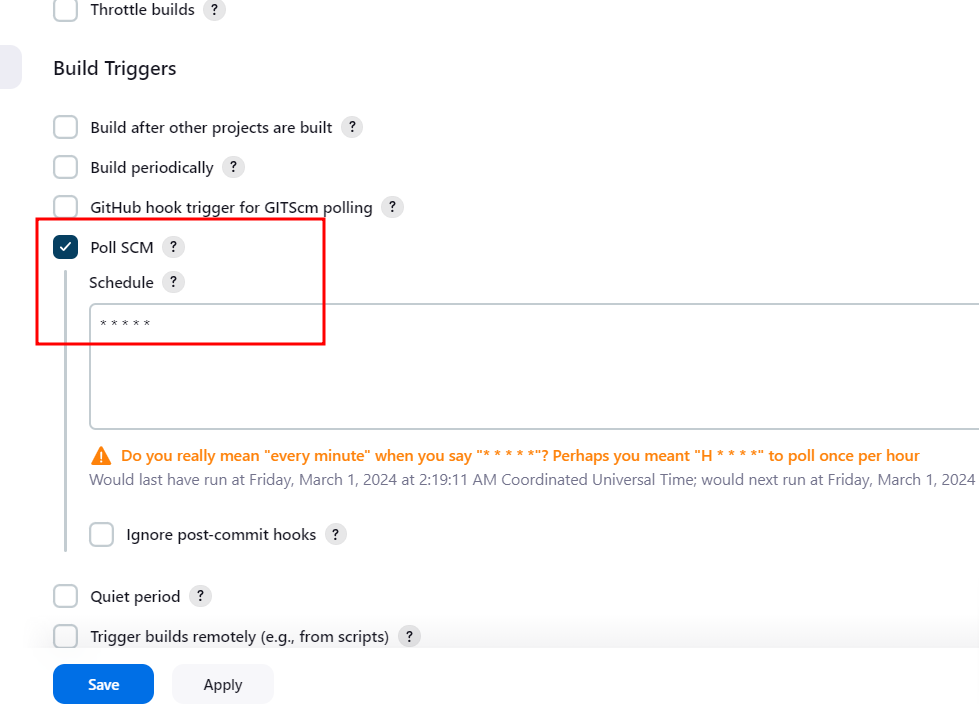 Throttle builds ?
Build Triggers
Build after other projects are built ?
Build periodically ?
GitHub hook trigger for GITScm polling ?
Poll SCM ?
Schedule ?
* * * * *
Do you really mean "every minute" when you say "* * * * *"? Perhaps you meant "H * * * *" to poll once per hour
Would last have run at Friday, March 1, 2024 at 2:19:11 AM Coordinated Universal Time; would next run at Friday, March 1, 2024
Ignore post-commit hooks ?
Quiet period ?
Trigger builds remotely (e.g., from scripts) ?
Save Apply